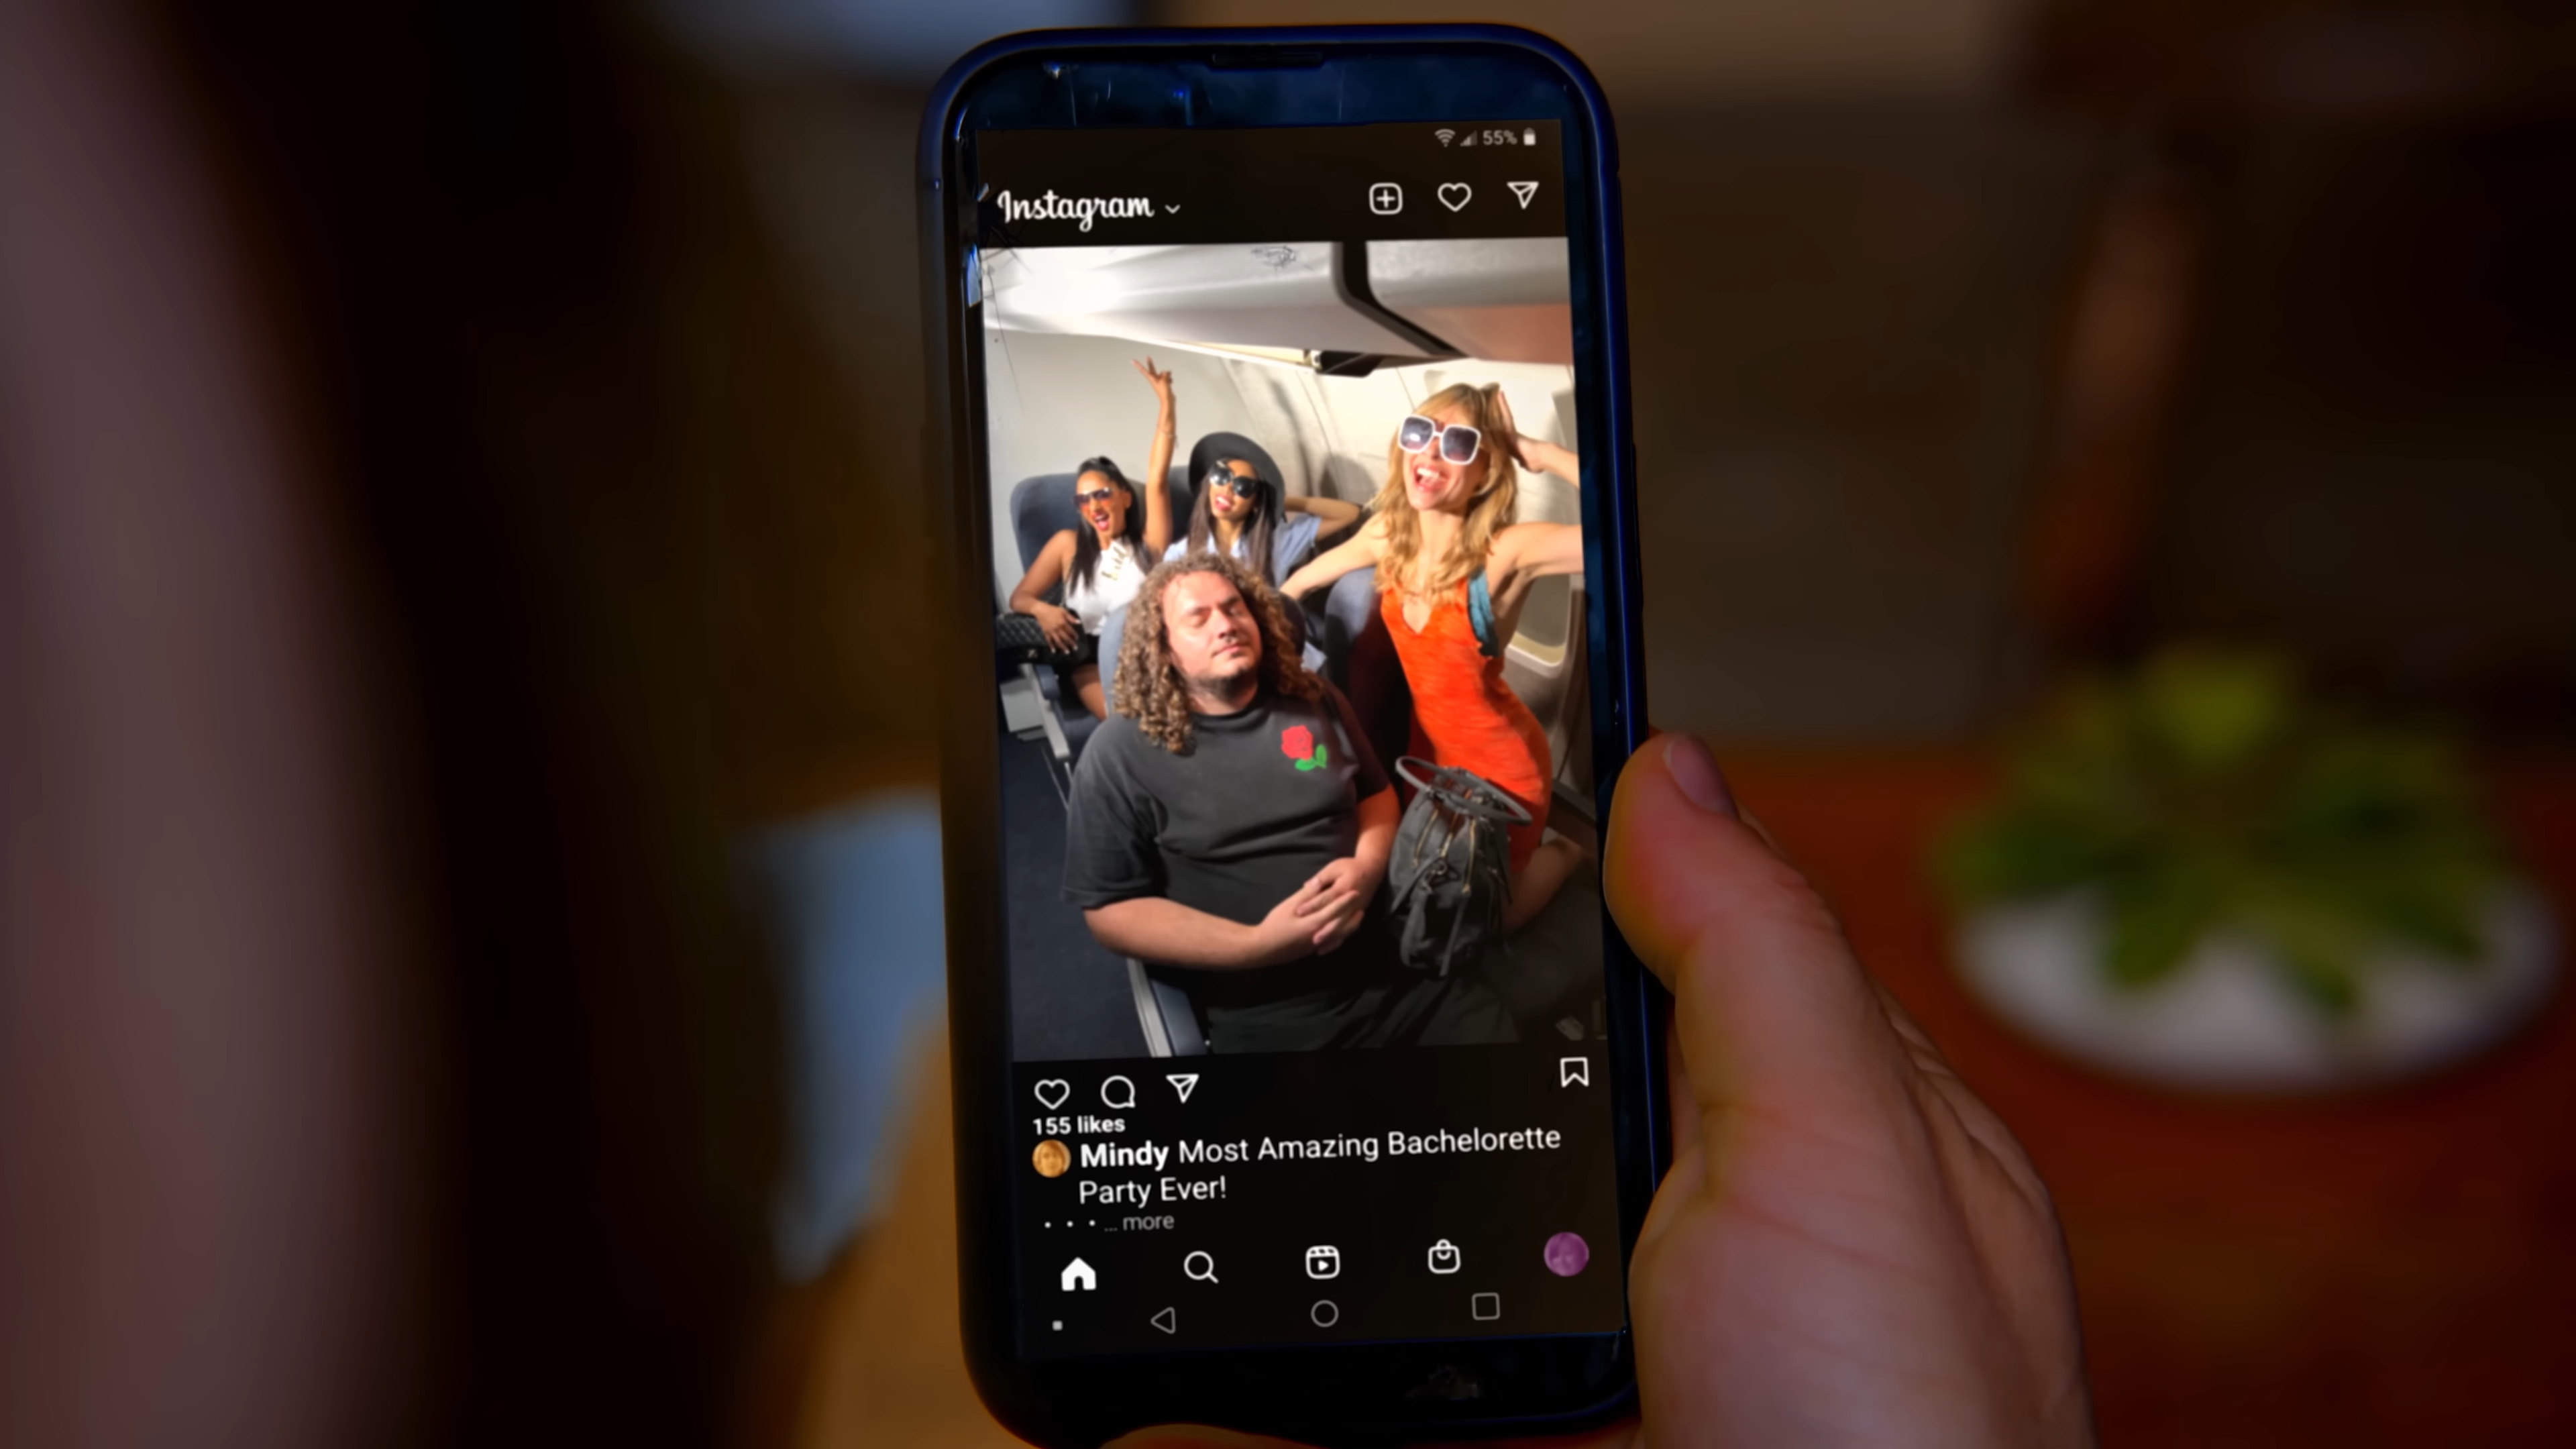 55%
Instagram
155 likes
Mindy Most Amazing Bachelorette
Party Ever!
... more